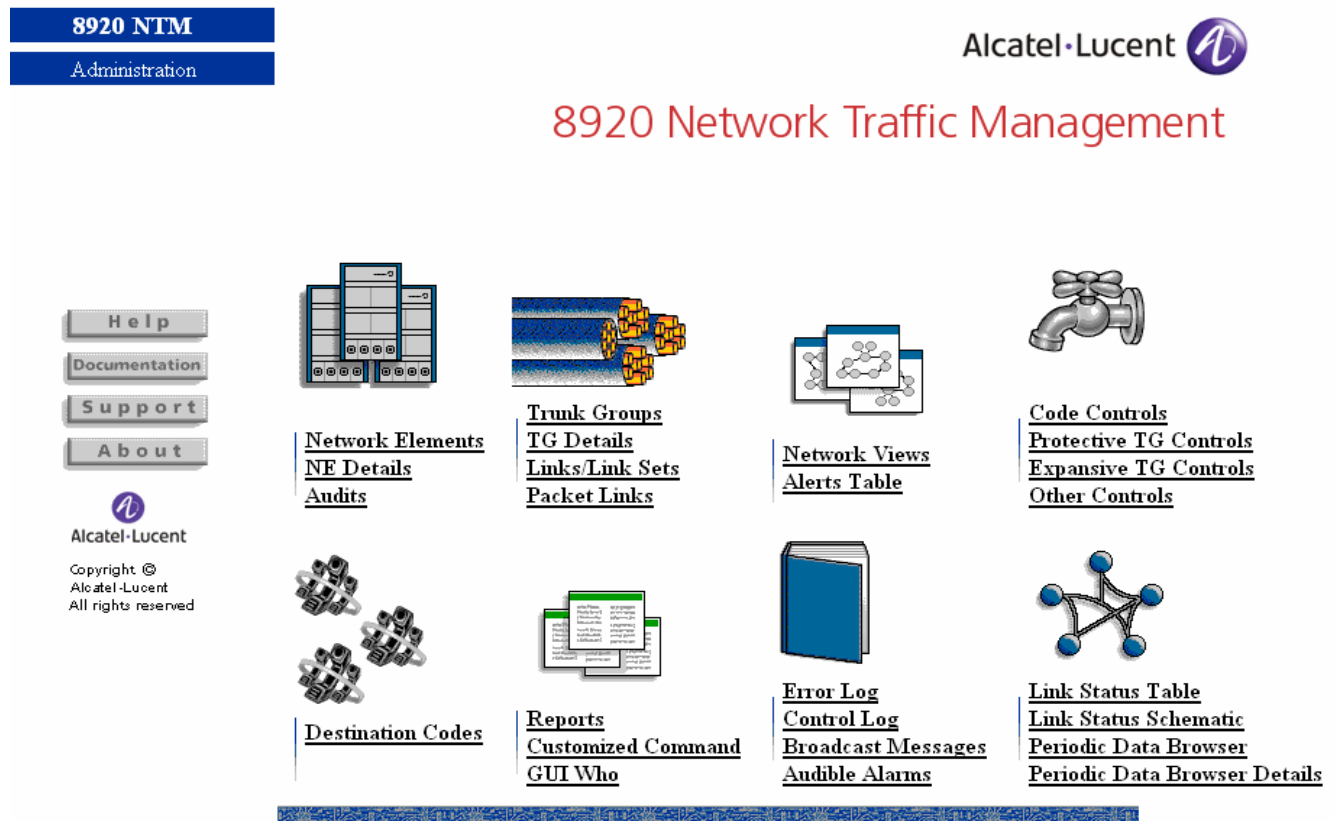 8920 NTM
Administration
Alcatel·Lucent
8920 Network Traffic Management
Help
Documentation
Support
About
Alcatel·Lucent
Copyright ©
Alcatel-Lucent
All rights reserved
Network Elements
NE Details
Audits
Trunk Groups
TG Details
Links/Link Sets
Packet Links
Network Views
Alerts Table
Code Controls
Protective TG Controls
Expansive TG Controls
Other Controls
Destination Codes
Reports
Customized Command
GUI Who
Error Log
Control Log
Broadcast Messages
Audible Alarms
Link Status Table
Link Status Schematic
Periodic Data Browser
Periodic Data Browser Details